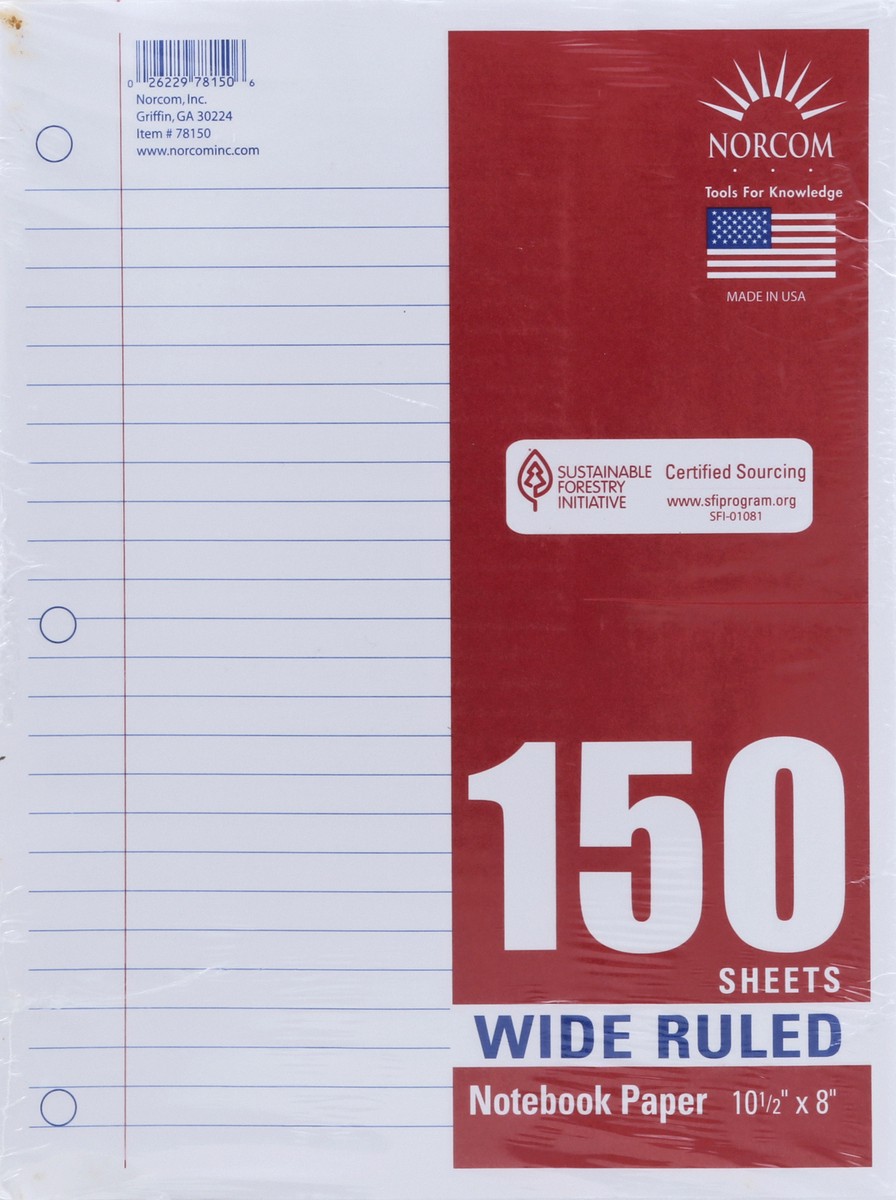 0 26229 78150 6
Norcom, Inc.
Griffin, GA 30224
Item # 78150
www.norcominc.com
NORCOM
Tools For Knowledge
MADE IN USA
SUSTAINABLE
FORESTRY
INITIATIVE
Certified Sourcing
www.sfiprogram.org
SFI-01081
150
SHEETS
WIDE RULED
Notebook Paper 10 1/2" x 8"